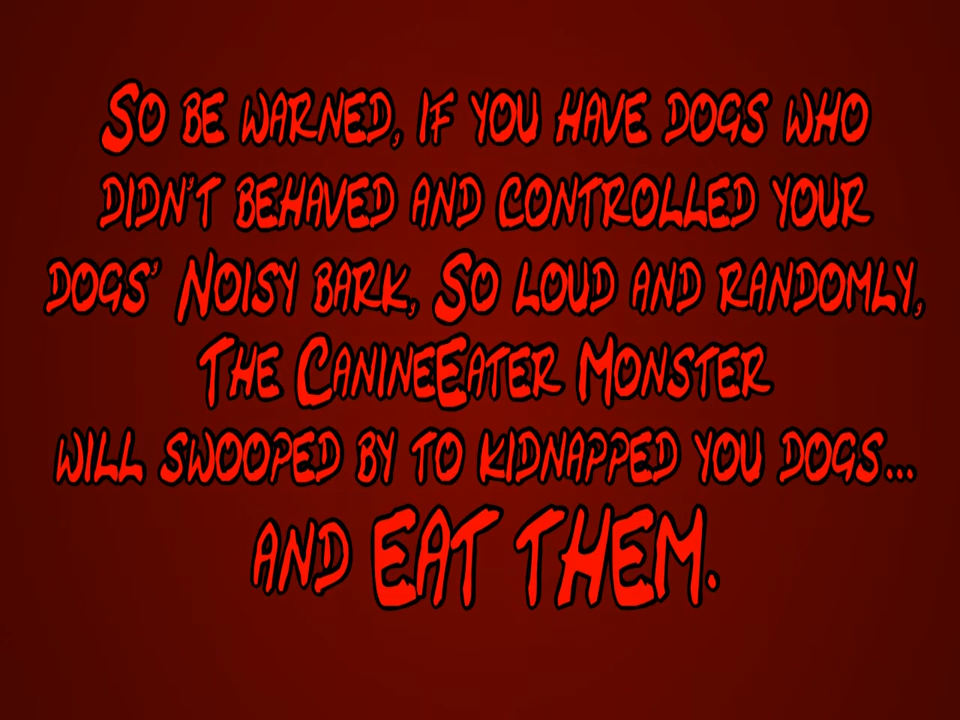 So be warned, if you have dogs who
didn't behaved and controlled your
dogs' Noisy bark, So loud and randomly,
The CanineEater Monster
will swooped by to kidnapped you dogs...
and EAT THEM.